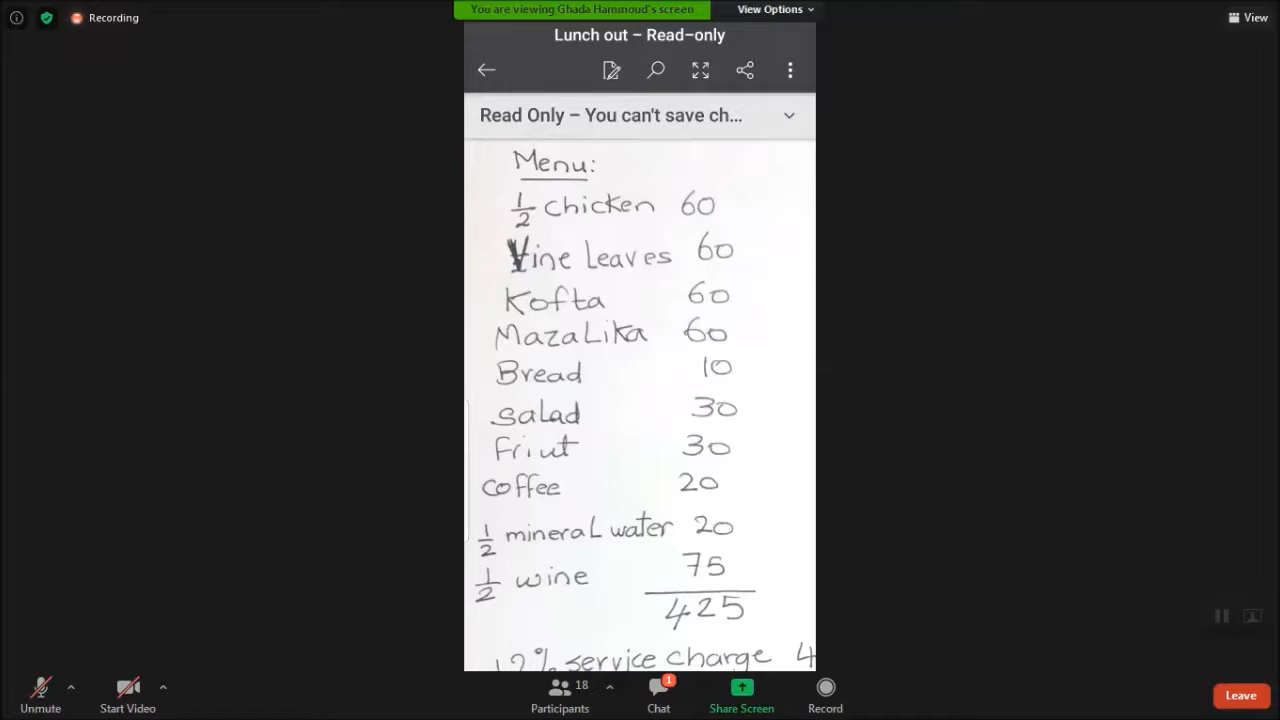 Recording
You are viewing Ghada Hammoud's screen
View Options
View
Lunch out – Read-only
Read Only – You can't save ch...
Menu:
1/2 chicken 60
Vine Leaves 60
Kofta 60
MazaLika 60
Bread 10
salad 30
Friut 30
coffee 20
1/2 mineral water 20
1/2 wine 75
425
12% service charge 4
Unmute
Start Video
Participants
18
Chat
1
Share Screen
Record
Leave